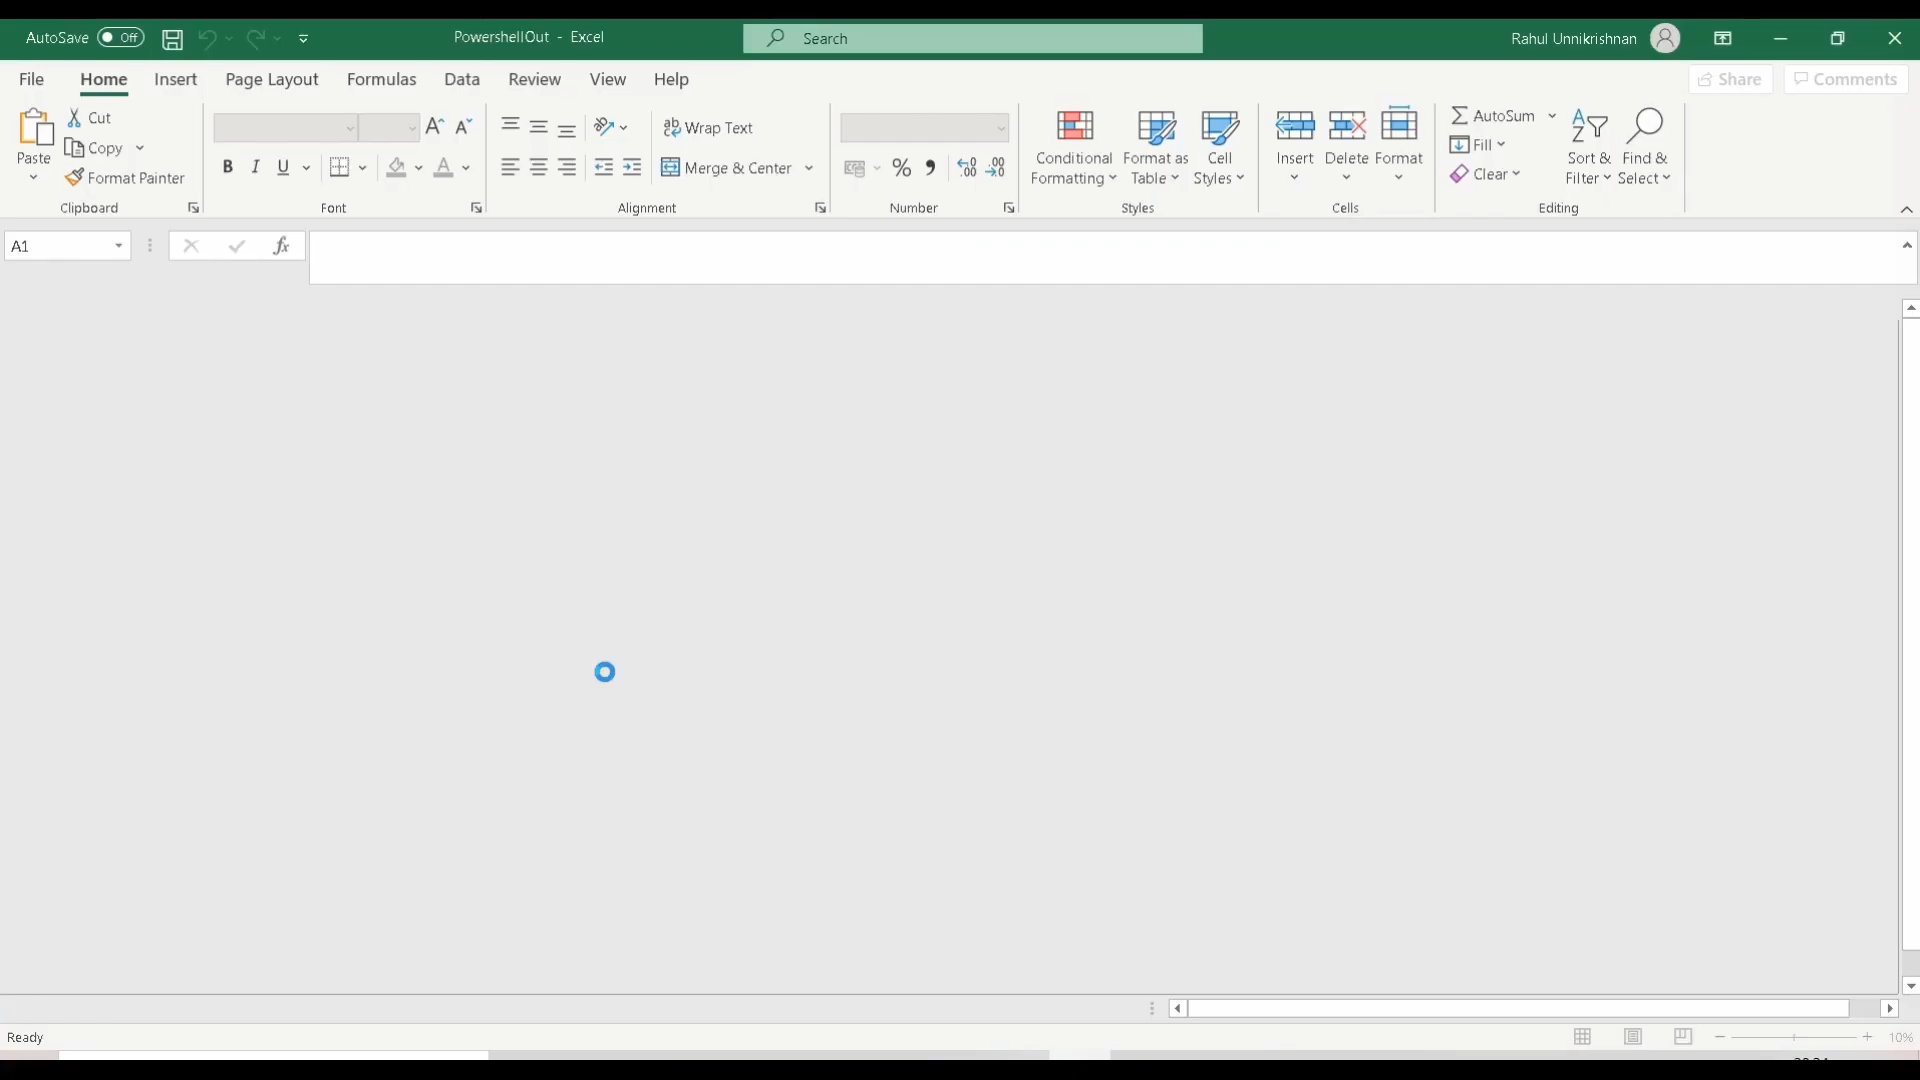 AutoSave Off
PowershellOut - Excel
Search
Rahul Unnikrishnan
File Home Insert Page Layout Formulas Data Review View Help
Share Comments
Paste
Cut
Copy
Format Painter
Clipboard
B I U
Font
Wrap Text
Merge & Center
Alignment
%
Number
Conditional Formatting
Format as Table
Cell Styles
Styles
Insert
Delete
Format
Cells
AutoSum
Fill
Clear
Sort & Filter
Find & Select
Editing
A1
fx
Ready
10%